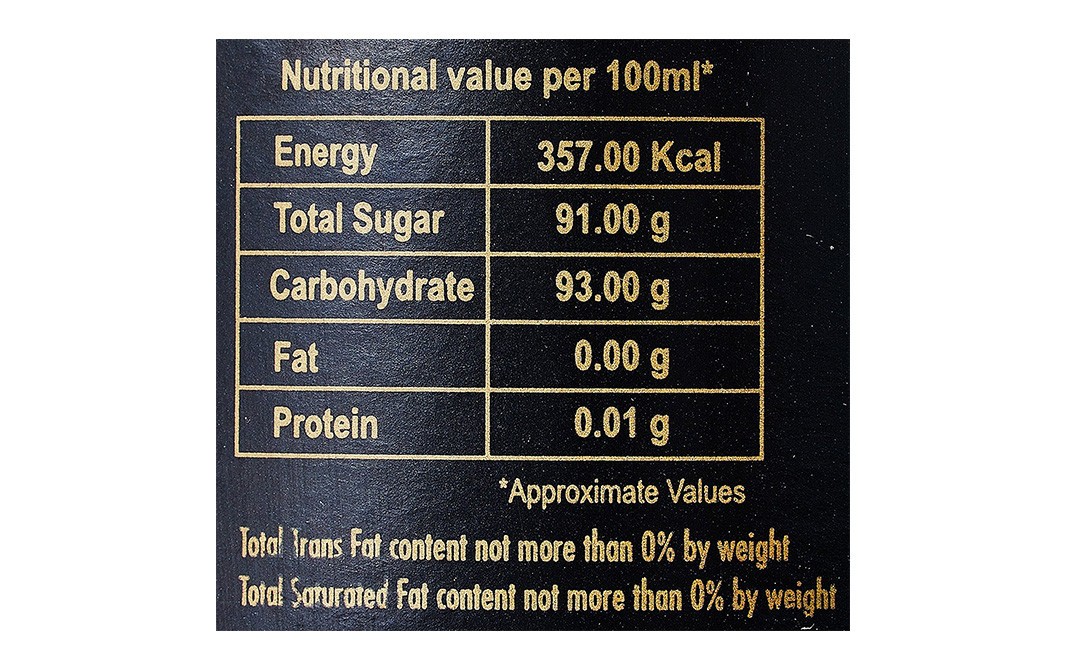 Nutritional value per 100ml*
Energy 357.00 Kcal
Total Sugar 91.00 g
Carbohydrate 93.00 g
Fat 0.00 g
Protein 0.01 g
*Approximate Values
Total Trans Fat content not more than 0% by weight
Total Saturated Fat content not more than 0% by weight